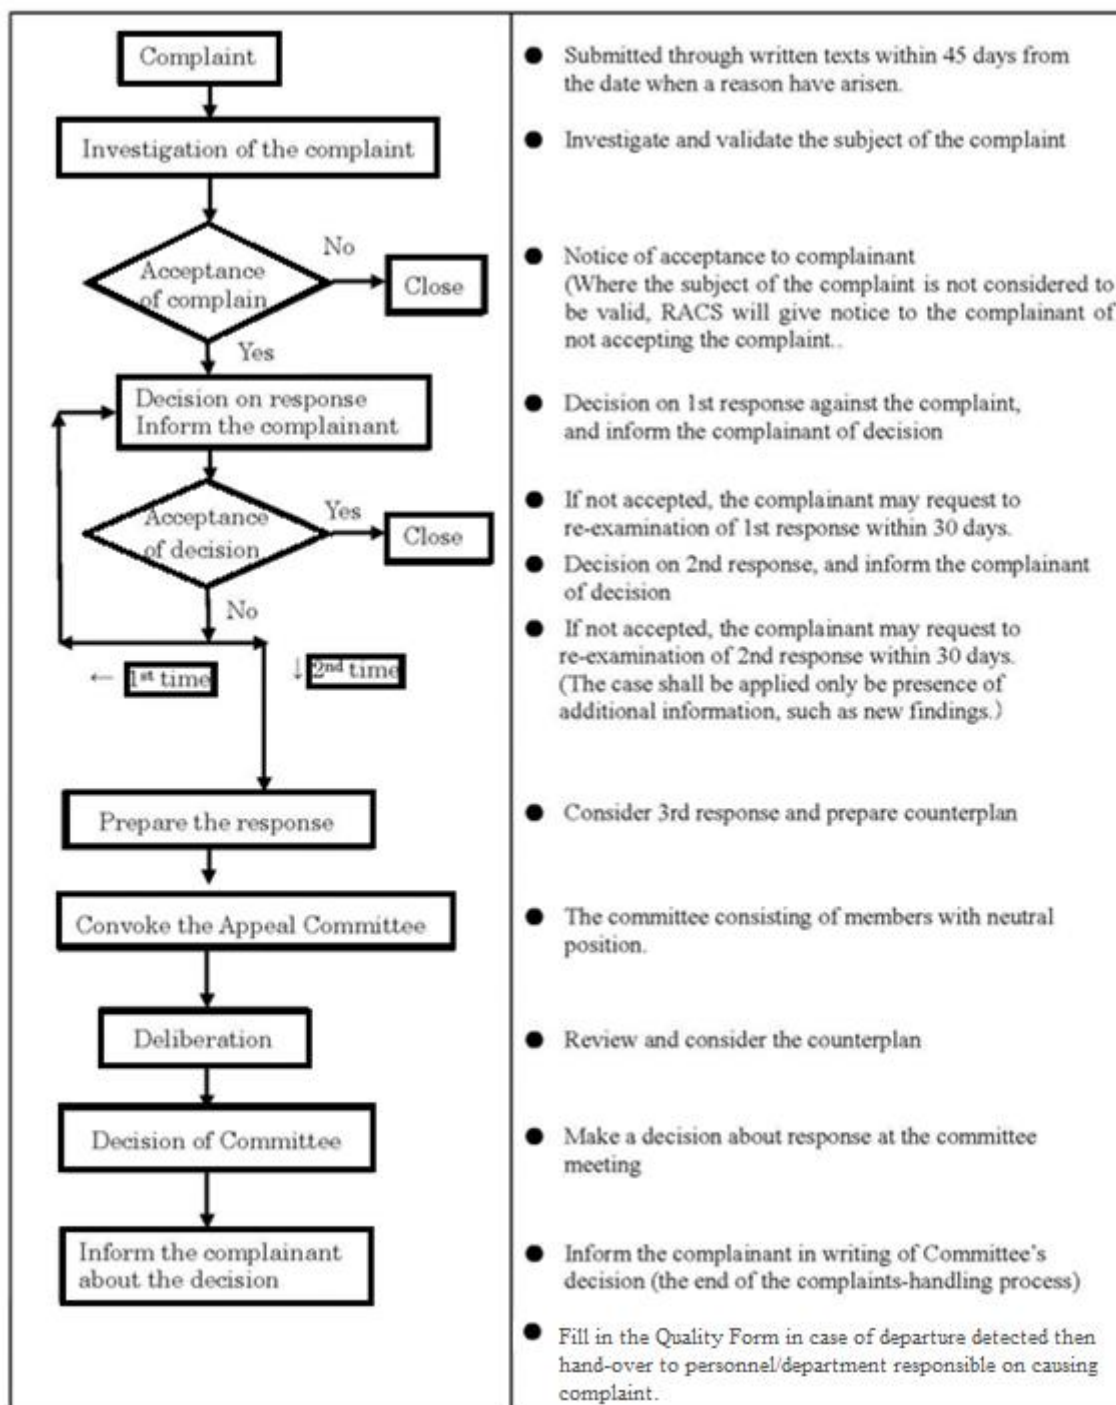 Complaint
● Submitted through written texts within 45 days from
the date when a reason have arisen.
Investigation of the complaint
● Investigate and validate the subject of the complaint
Acceptance
of complain
No
Close
Yes
● Notice of acceptance to complainant
(Where the subject of the complaint is not considered to
be valid, RACS will give notice to the complainant of
not accepting the complaint..
Decision on response
Inform the complainant
● Decision on 1st response against the complaint,
and inform the complainant of decision
Acceptance
of decision
Yes
Close
No
← 1st time
↓ 2nd time
● If not accepted, the complainant may request to
re-examination of 1st response within 30 days.
● Decision on 2nd response, and inform the complainant
of decision
● If not accepted, the complainant may request to
re-examination of 2nd response within 30 days.
(The case shall be applied only be presence of
additional information, such as new findings.)
Prepare the response
● Consider 3rd response and prepare counterplan
Convoke the Appeal Committee
● The committee consisting of members with neutral
position.
Deliberation
● Review and consider the counterplan
Decision of Committee
● Make a decision about response at the committee
meeting
Inform the complainant
about the decision
● Inform the complainant in writing of Committee's
decision (the end of the complaints-handling process)
● Fill in the Quality Form in case of departure detected then
hand-over to personnel/department responsible on causing
complaint.